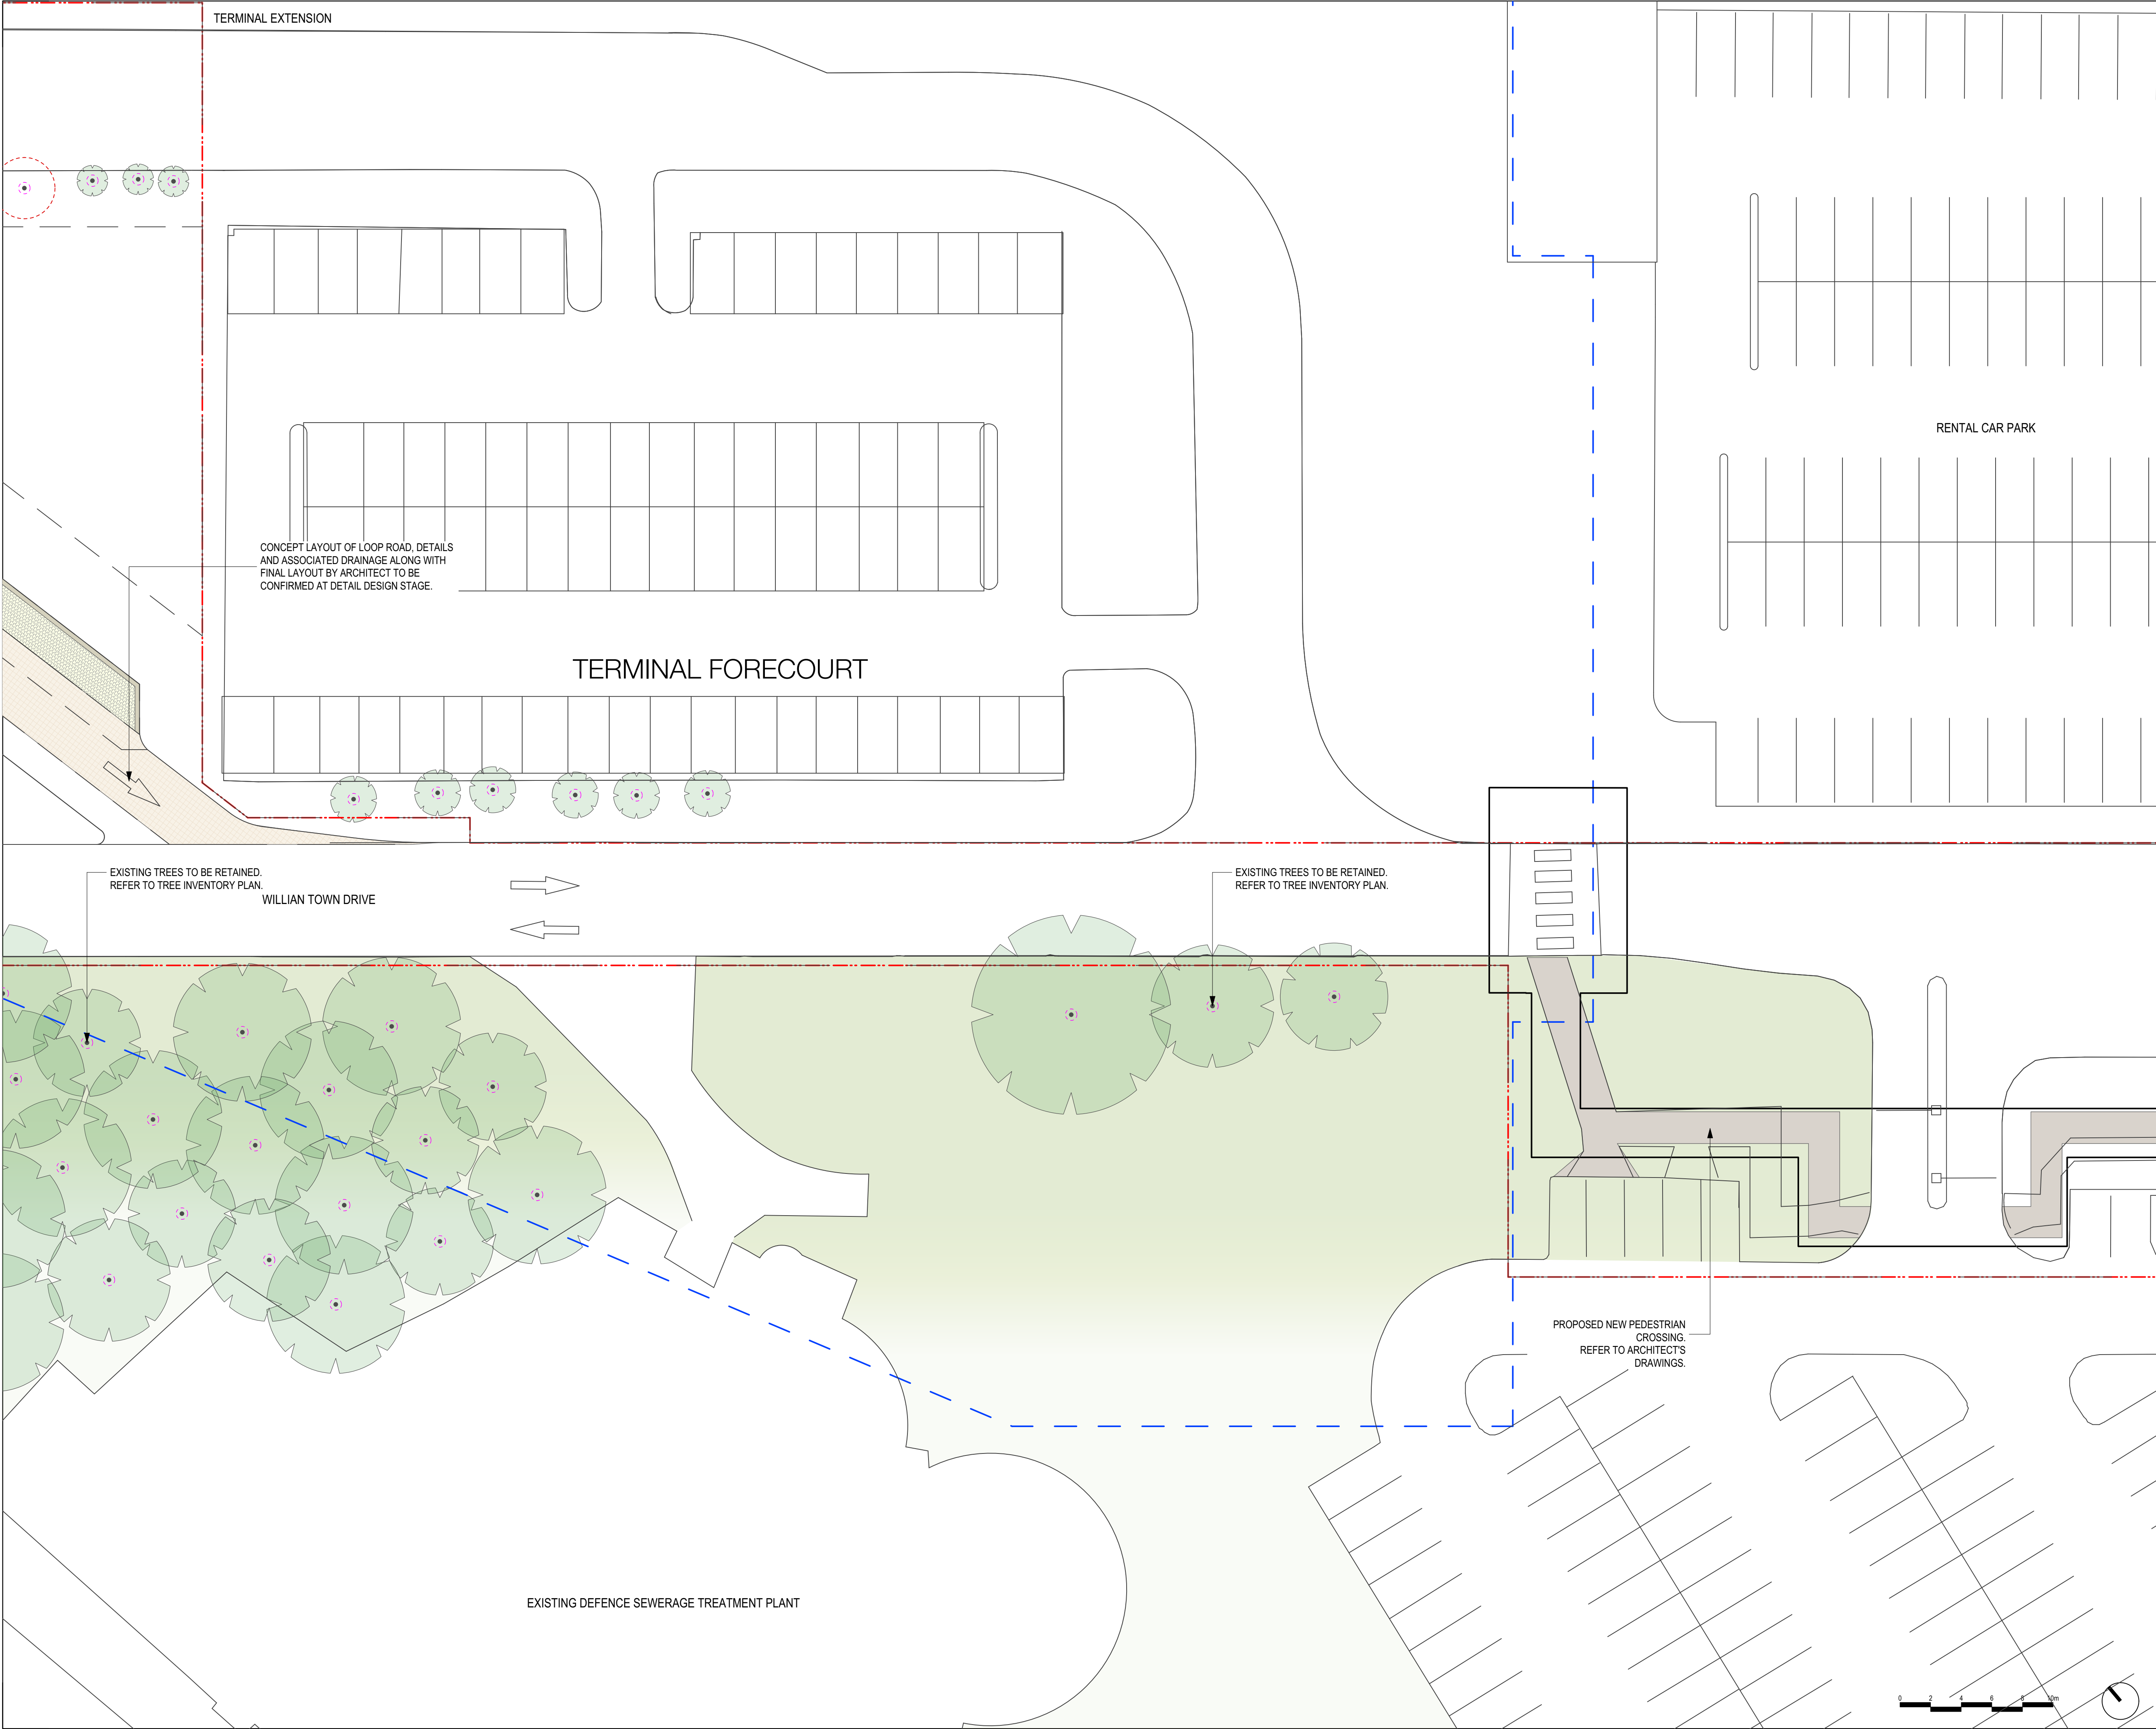 TERMINAL EXTENSION
RENTAL CAR PARK
CONCEPT LAYOUT OF LOOP ROAD, DETAILS
AND ASSOCIATED DRAINAGE ALONG WITH
FINAL LAYOUT BY ARCHITECT TO BE
CONFIRMED AT DETAIL DESIGN STAGE.
TERMINAL FORECOURT
EXISTING TREES TO BE RETAINED.
REFER TO TREE INVENTORY PLAN.
WILLIAN TOWN DRIVE
EXISTING TREES TO BE RETAINED.
REFER TO TREE INVENTORY PLAN.
PROPOSED NEW PEDESTRIAN
CROSSING.
REFER TO ARCHITECT'S
DRAWINGS.
EXISTING DEFENCE SEWERAGE TREATMENT PLANT
0 2 4 6 8 10m